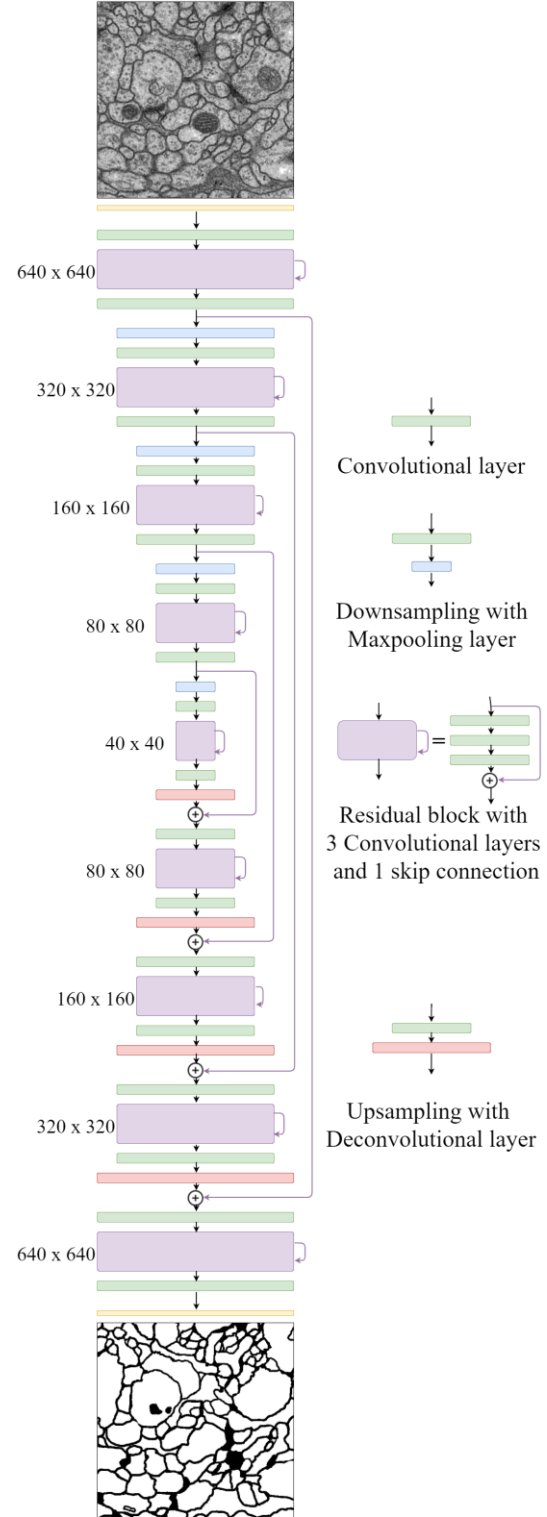 640 x 640
320 x 320
160 x 160
80 x 80
40 x 40
80 x 80
160 x 160
320 x 320
640 x 640
Convolutional layer
Downsampling with
Maxpooling layer
=
Residual block with
3 Convolutional layers
and 1 skip connection
Upsampling with
Deconvolutional layer